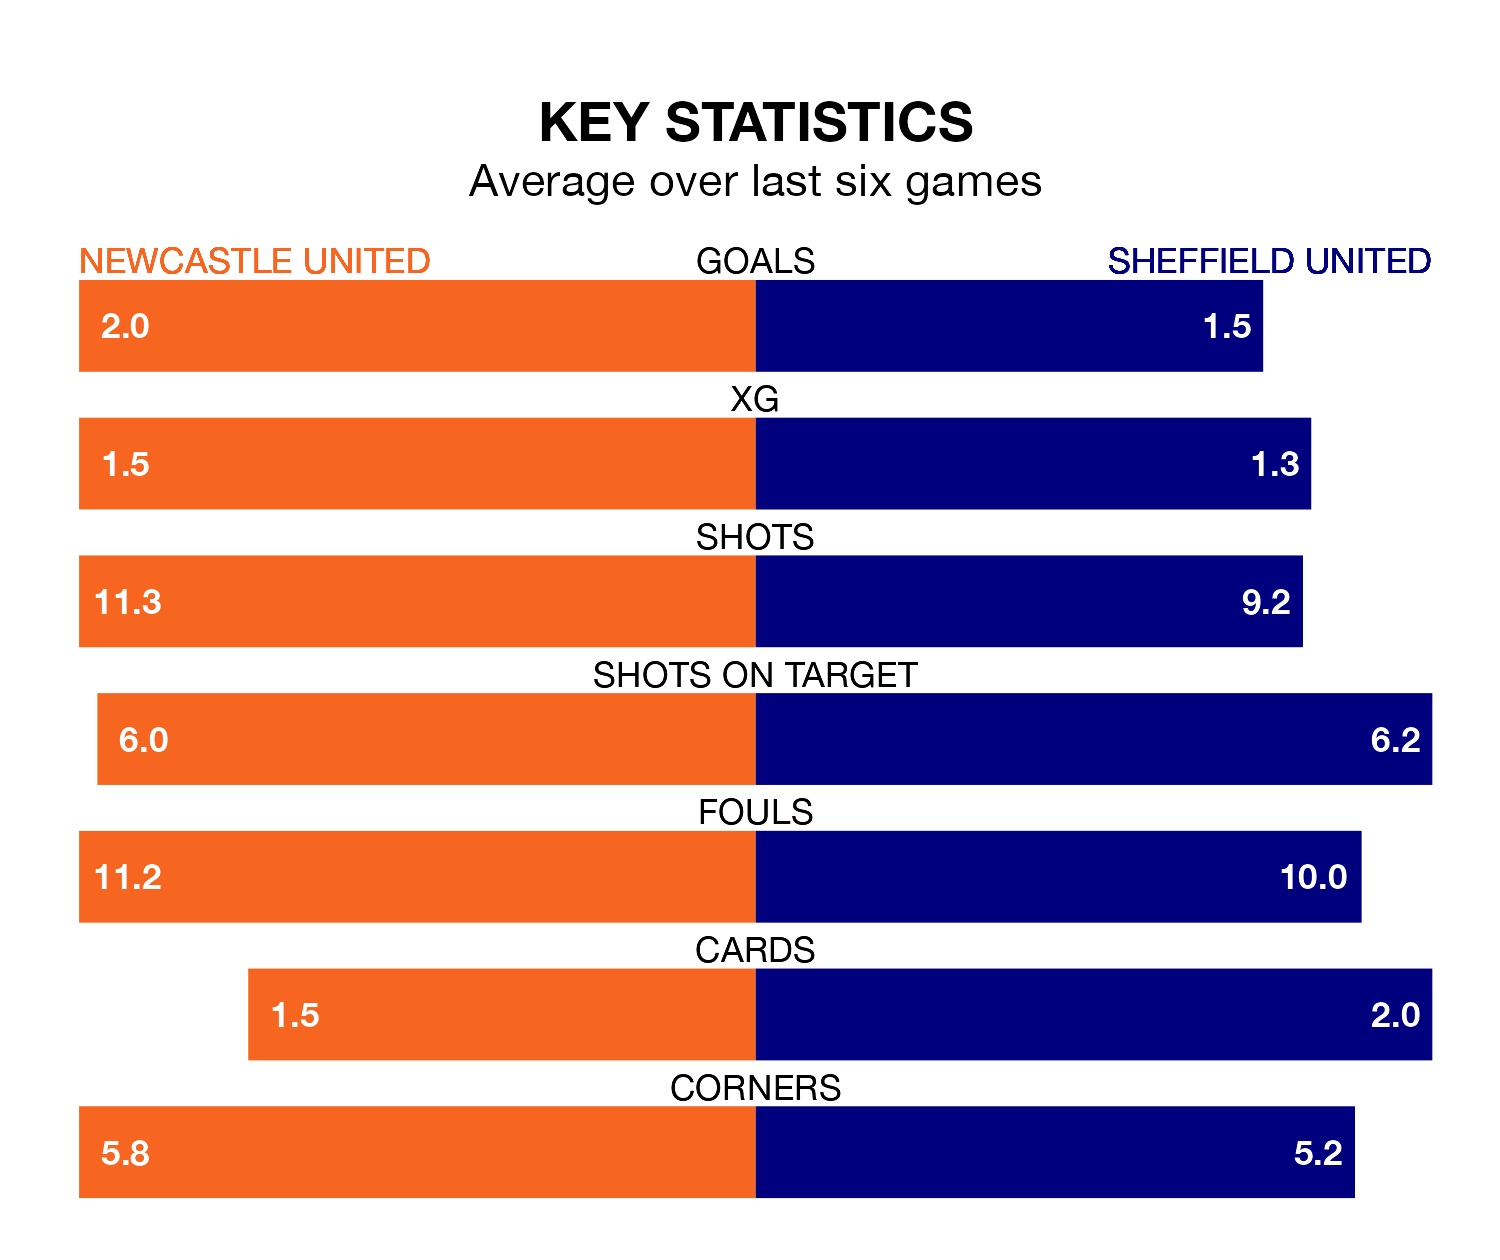 KEY STATISTICS
Average over last six games
NEWCASTLE UNITED GOALS SHEFFIELD UNITED
2.0 1.5
XG
1.5 1.3
SHOTS
11.3 9.2
SHOTS ON TARGET
6.0 6.2
FOULS
11.2 10.0
CARDS
1.5 2.0
CORNERS
5.8 5.2